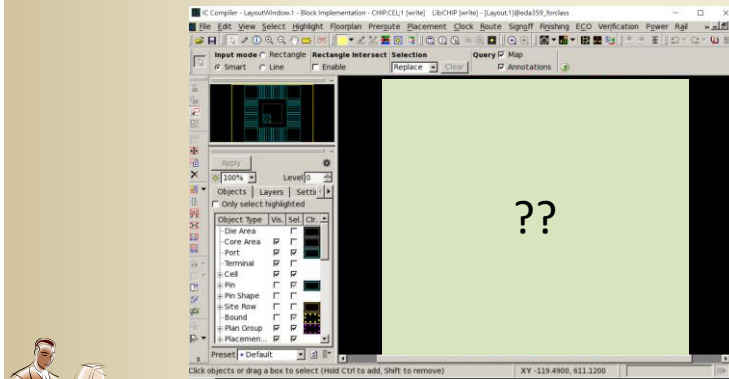 IC Compiler - LayoutWindow.1 - Block Implementation - CHIP.CEL;1 [write]   Lib:CHIP [write] - [Layout.1]@eda359_forclass
File Edit View Select Highlight Floorplan Preroute Placement Clock Route Signoff Finishing ECO Verification Power Rail »
Input mode Rectangle Rectangle Intersect Selection Query Map
Smart Line Enable Replace Clear Annotations
Apply
100% Level 0
Objects Layers Setti
Only select highlighted
Object Type Vis. Sel. Clr.
Die Area
Core Area
Port
Terminal
Cell
Pin
Pin Shape
Site Row
Bound
Plan Group
Placemen...
Preset Default
??
Click objects or drag a box to select (Hold Ctrl to add, Shift to remove) XY -119.4900, 611.1200